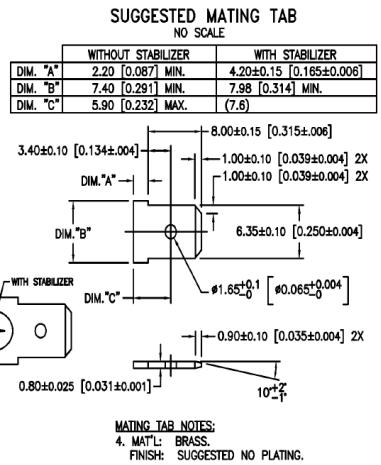 SUGGESTED MATING TAB
NO SCALE
WITHOUT STABILIZER WITH STABILIZER
DIM. "A" 2.20 [0.087] MIN. 4.20±0.15 [0.165±0.006]
DIM. "B" 7.40 [0.291] MIN. 7.98 [0.314] MIN.
DIM. "C" 5.90 [0.232] MAX. (7.6)
8.00±0.15 [0.315±.006]
3.40±0.10 [0.134±.004]
1.00±0.10 [0.039±0.004] 2X
DIM."A"
1.00±0.10 [0.039±0.004] 2X
DIM."B"
6.35±0.10 [0.250±0.004]
WITH STABILIZER
DIM."C"
ø1.65+0.1 -0 [ø0.065+0.004 -0]
0.90±0.10 [0.035±0.004] 2X
0.80±0.025 [0.031±0.001]
10°+2° -1°
MATING TAB NOTES:
4. MAT'L: BRASS.
FINISH: SUGGESTED NO PLATING.